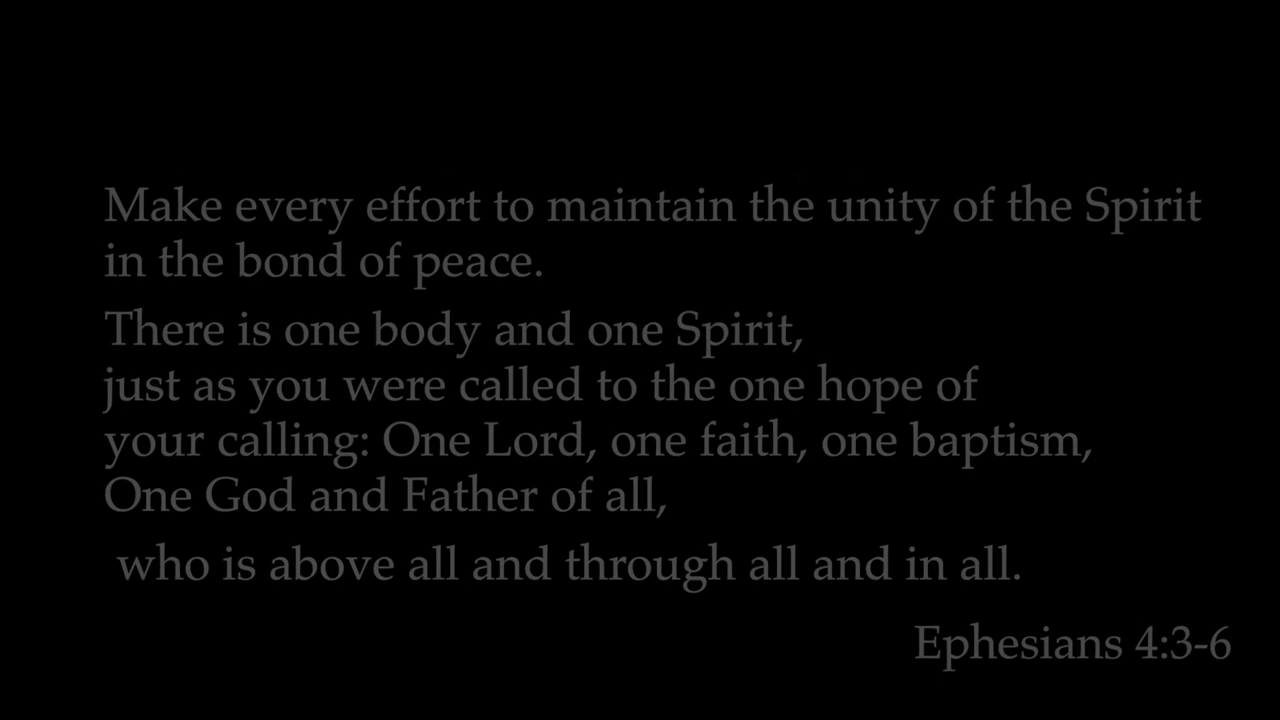 Make every effort to maintain the unity of the Spirit
in the bond of peace.
There is one body and one Spirit,
just as you were called to the one hope of
your calling: One Lord, one faith, one baptism,
One God and Father of all,
who is above all and through all and in all.
Ephesians 4:3-6